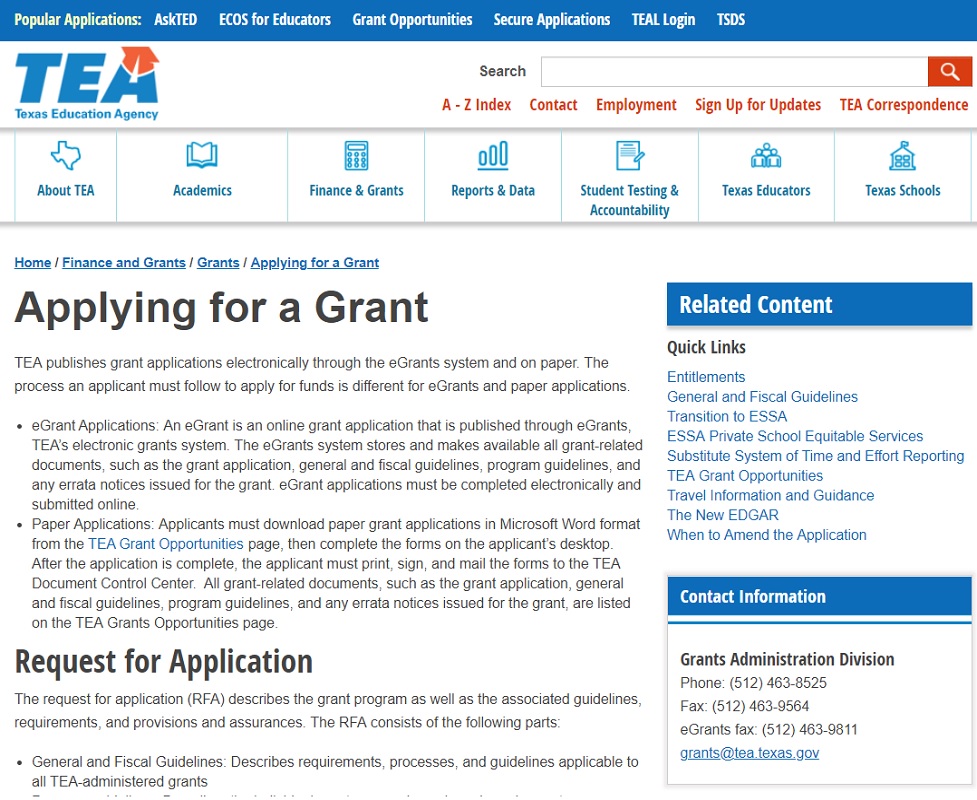 Popular Applications: AskTED ECOS for Educators Grant Opportunities Secure Applications TEAL Login TSDS
TEA
Texas Education Agency
Search
A - Z Index Contact Employment Sign Up for Updates TEA Correspondence
About TEA
Academics
Finance & Grants
Reports & Data
Student Testing &
Accountability
Texas Educators
Texas Schools
Home / Finance and Grants / Grants / Applying for a Grant
Applying for a Grant
TEA publishes grant applications electronically through the eGrants system and on paper. The
process an applicant must follow to apply for funds is different for eGrants and paper applications.
• eGrant Applications: An eGrant is an online grant application that is published through eGrants,
TEA’s electronic grants system. The eGrants system stores and makes available all grant-related
documents, such as the grant application, general and fiscal guidelines, program guidelines, and
any errata notices issued for the grant. eGrant applications must be completed electronically and
submitted online.
• Paper Applications: Applicants must download paper grant applications in Microsoft Word format
from the TEA Grant Opportunities page, then complete the forms on the applicant’s desktop.
After the application is complete, the applicant must print, sign, and mail the forms to the TEA
Document Control Center. All grant-related documents, such as the grant application, general
and fiscal guidelines, program guidelines, and any errata notices issued for the grant, are listed
on the TEA Grants Opportunities page.
Request for Application
The request for application (RFA) describes the grant program as well as the associated guidelines,
requirements, and provisions and assurances. The RFA consists of the following parts:
• General and Fiscal Guidelines: Describes requirements, processes, and guidelines applicable to
all TEA-administered grants
Related Content
Quick Links
Entitlements
General and Fiscal Guidelines
Transition to ESSA
ESSA Private School Equitable Services
Substitute System of Time and Effort Reporting
TEA Grant Opportunities
Travel Information and Guidance
The New EDGAR
When to Amend the Application
Contact Information
Grants Administration Division
Phone: (512) 463-8525
Fax: (512) 463-9564
eGrants fax: (512) 463-9811
grants@tea.texas.gov